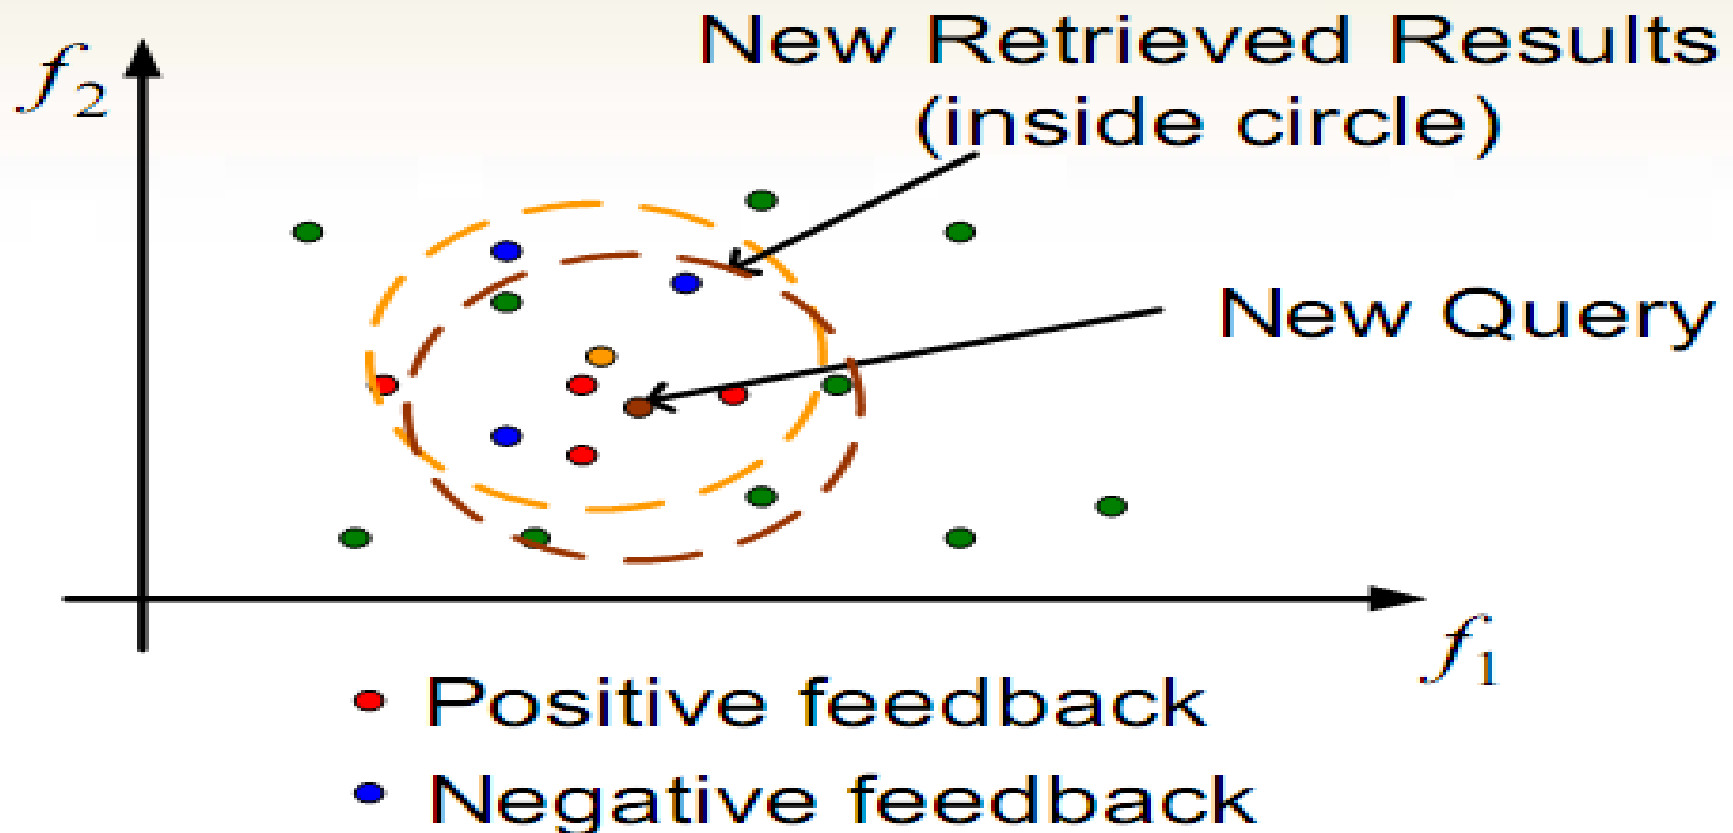 f2
New Retrieved Results
(inside circle)
New Query
f1
Positive feedback
Negative feedback